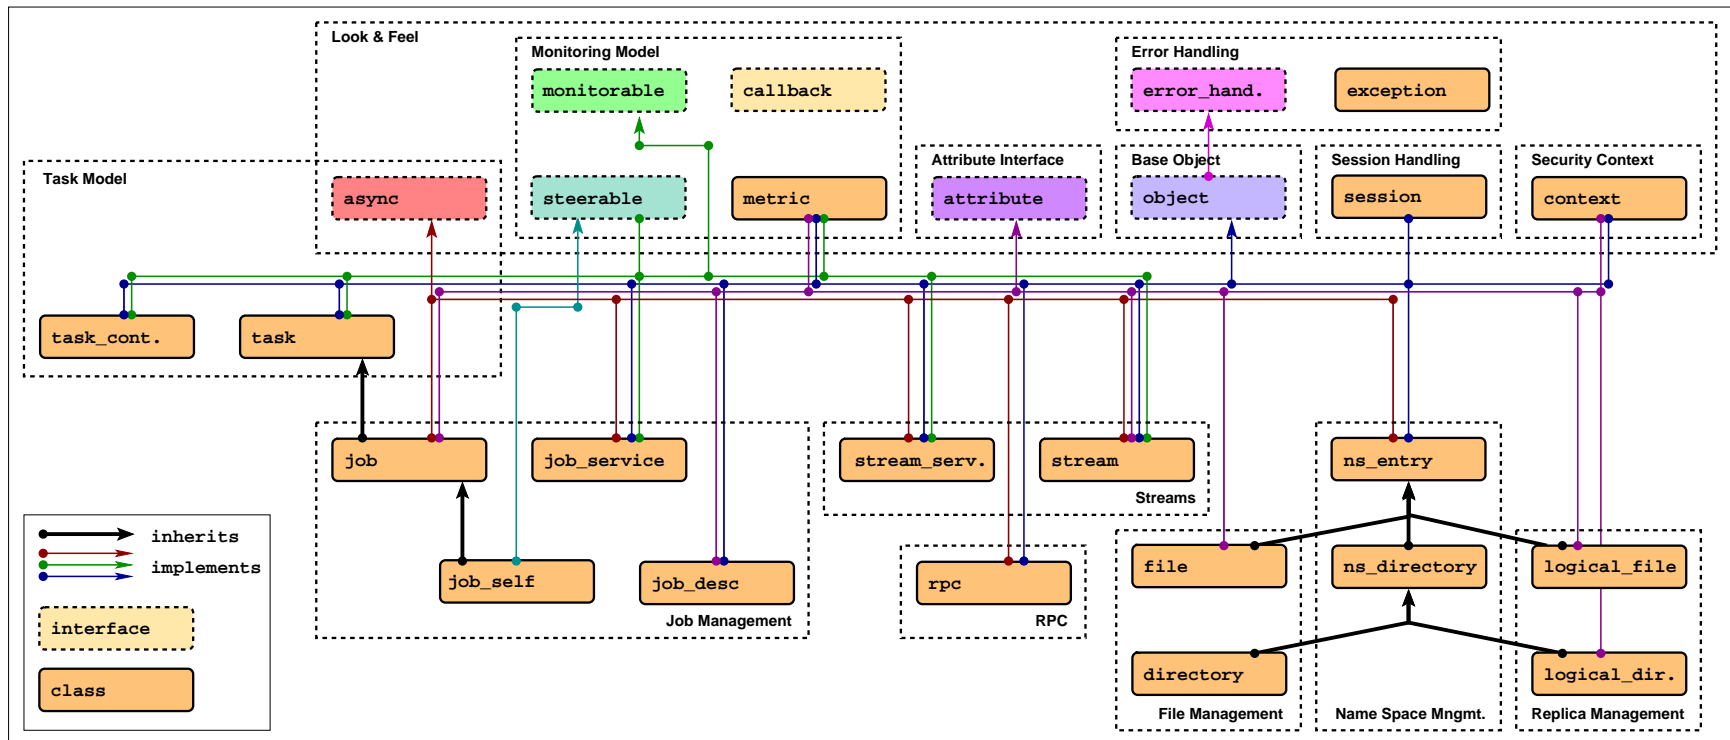 Look & Feel
Monitoring Model
Error Handling
monitorable
callback
error_hand.
exception
Task Model
Attribute Interface
Base Object
Session Handling
Security Context
async
steerable
metric
attribute
object
session
context
task_cont.
task
job
job_service
stream_serv.
stream
ns_entry
Streams
inherits
implements
job_self
job_desc
rpc
file
ns_directory
logical_file
Job Management
RPC
interface
class
directory
logical_dir.
File Management
Name Space Mngmt.
Replica Management